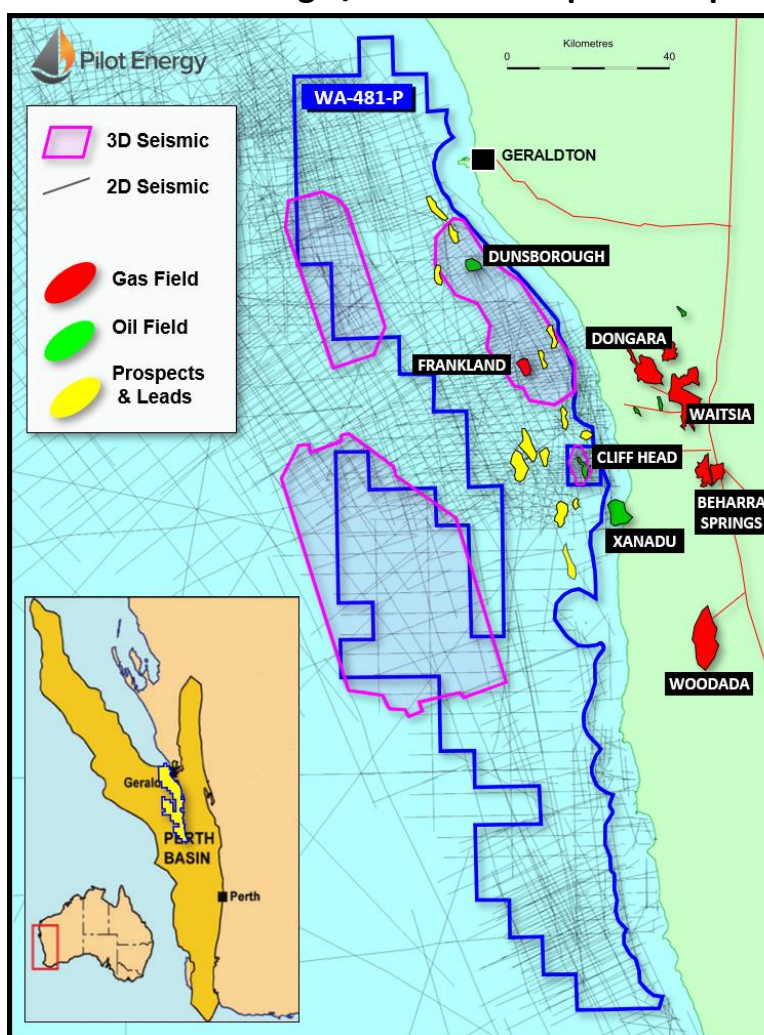 Pilot Energy
Kilometres
0 40
WA-481-P
3D Seismic
2D Seismic
Gas Field
Oil Field
Prospects
& Leads
GERALDTON
DUNSBOROUGH
FRANKLAND
DONGARA
WAITSIA
CLIFF HEAD
BEHARRA
SPRINGS
XANADU
WOODADA
Gerald
PERTH
BASIN
Perth